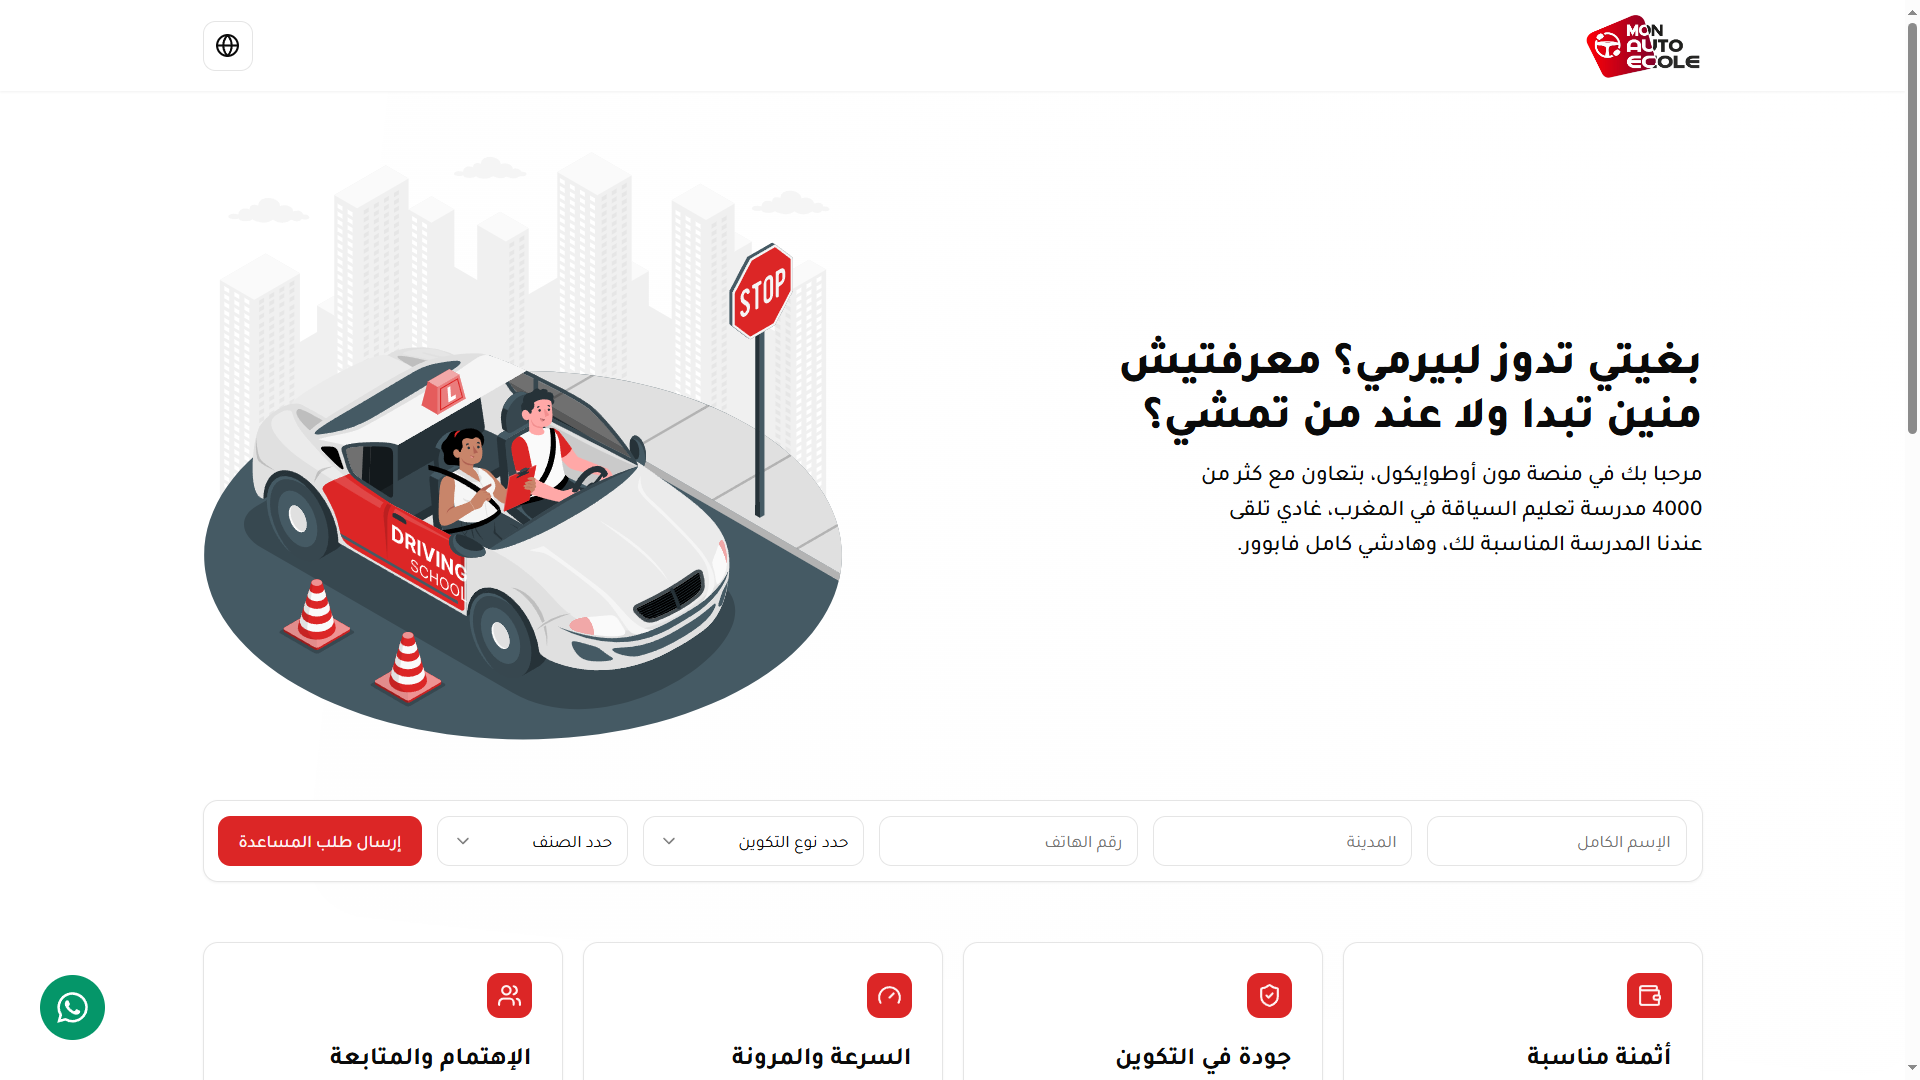 MON
AUTO
ECOLE
STOP
L
DRIVING
SCHOOL
بغيتي تدوز لبيرمي؟ معرفتيش
منين تبدا ولا عند من تمشي؟
مرحبا بك في منصة مون أوطوإيكول، بتعاون مع كثر من
4000 مدرسة تعليم السياقة في المغرب، غادي تلقى
عندنا المدرسة المناسبة لك، وهادشي كامل فابوور.
الإسم الكامل
المدينة
رقم الهاتف
حدد نوع التكوين
حدد الصنف
إرسال طلب المساعدة
أثمنة مناسبة
جودة في التكوين
السرعة والمرونة
الإهتمام والمتابعة